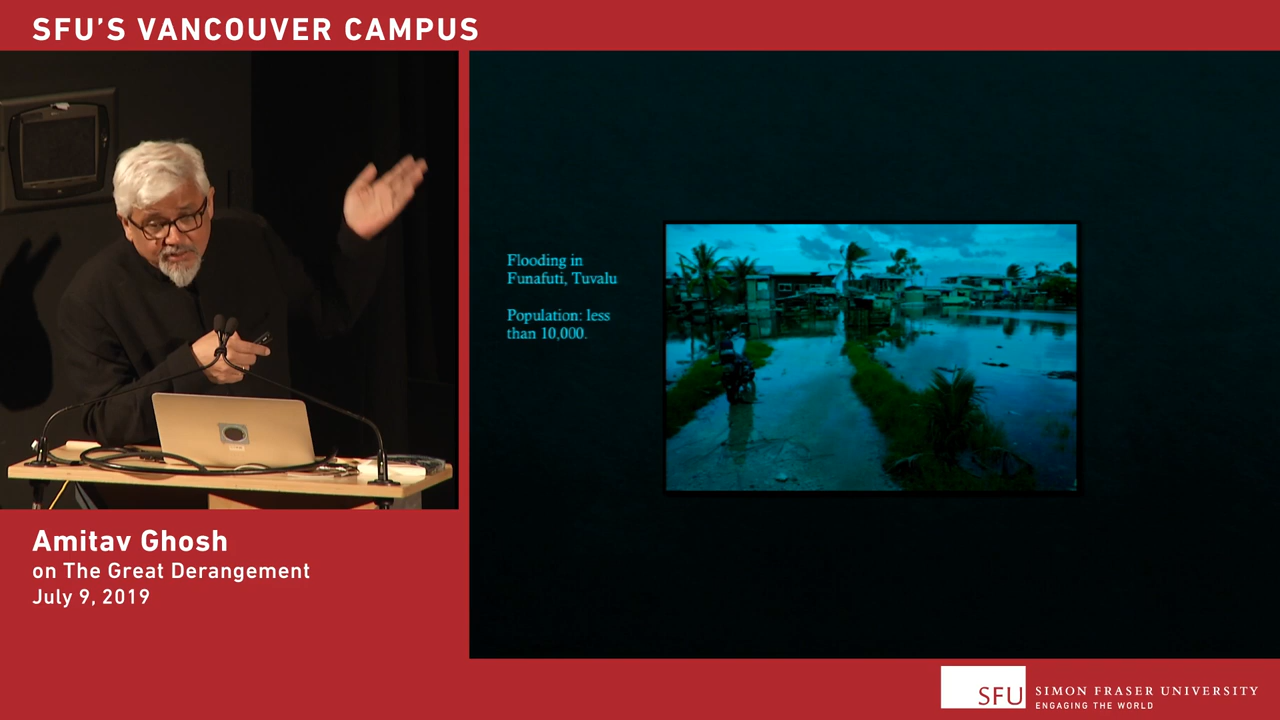 SFU'S VANCOUVER CAMPUS
Flooding in
Funafuti, Tuvalu
Population: less
than 10,000.
Amitav Ghosh
on The Great Derangement
July 9, 2019
SFU
SIMON FRASER UNIVERSITY
ENGAGING THE WORLD